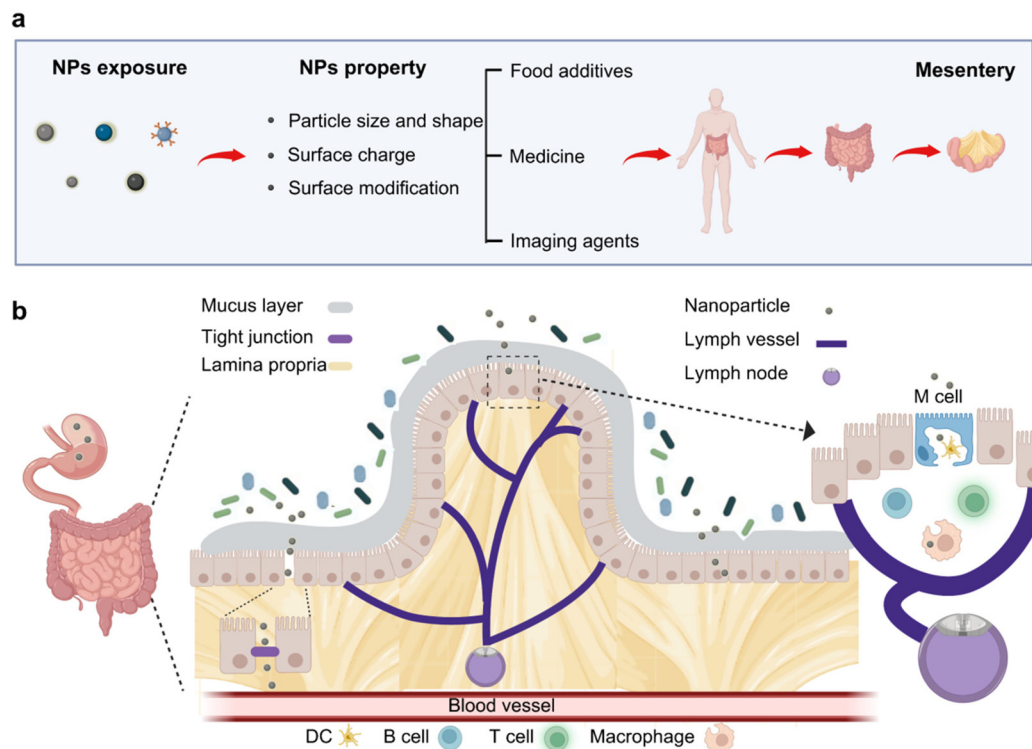 a
NPs exposure
NPs property
Food additives
Mesentery
• Particle size and shape
• Surface charge
Medicine
• Surface modification
Imaging agents
b
Mucus layer
Tight junction
Lamina propria
Nanoparticle
Lymph vessel
Lymph node
M cell
Blood vessel
DC
B cell
T cell
Macrophage